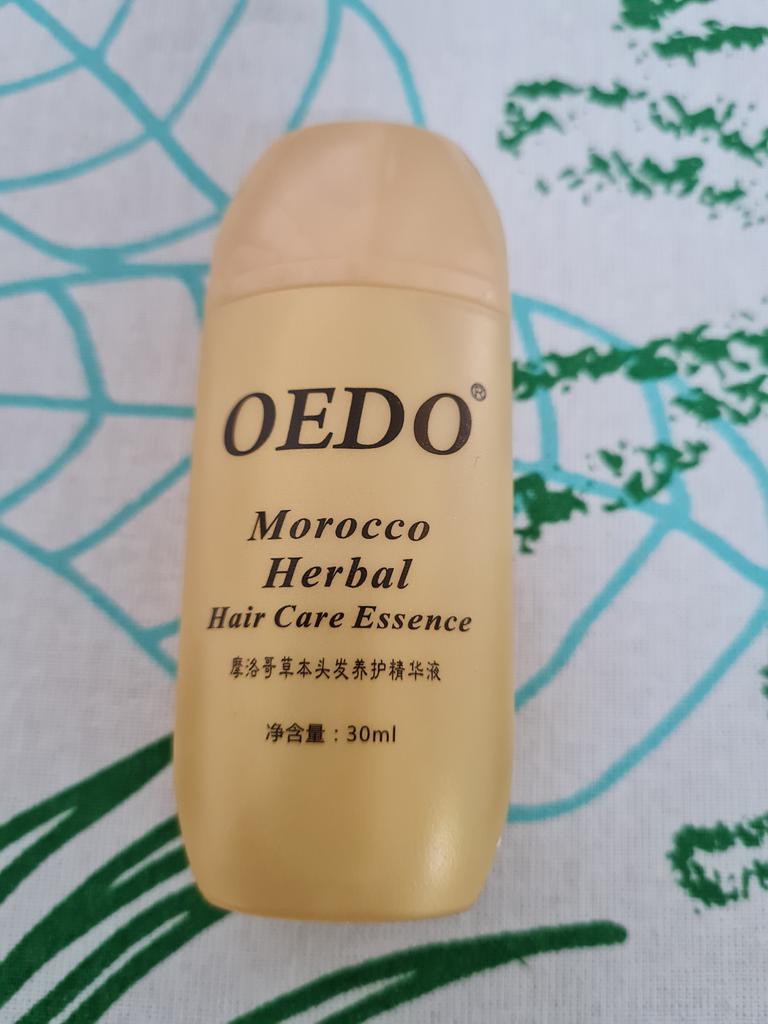 OEDO®
Morocco
Herbal
Hair Care Essence
摩洛哥草本头发养护精华液
净含量：30ml